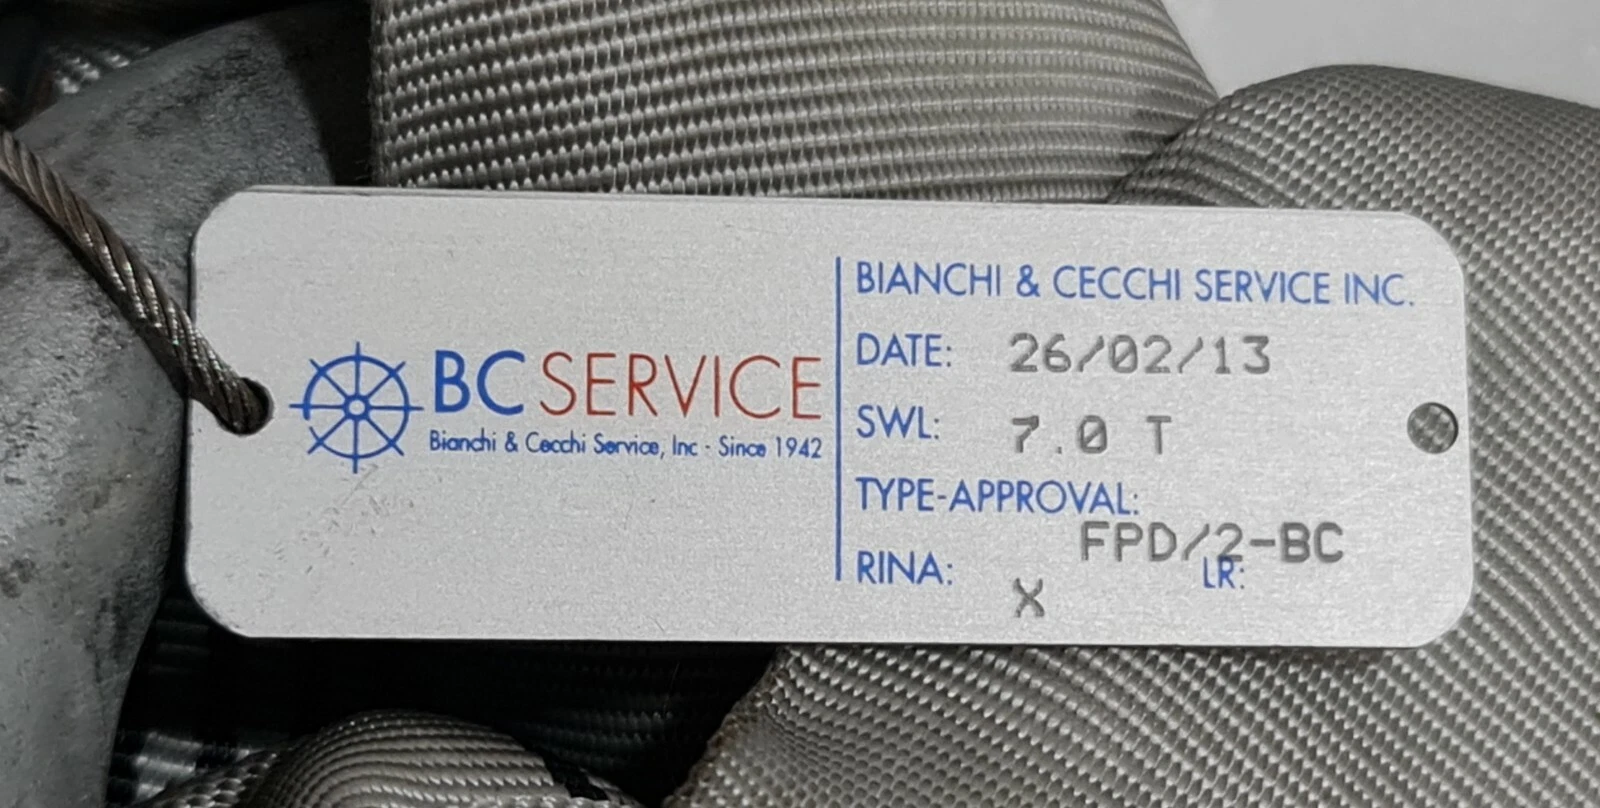 BC SERVICE
Bianchi & Cecchi Service, Inc - Since 1942
BIANCHI & CECCHI SERVICE INC.
DATE: 26/02/13
SWL: 7.0 T
TYPE-APPROVAL:
FPD/2-BC
RINA: X LR: